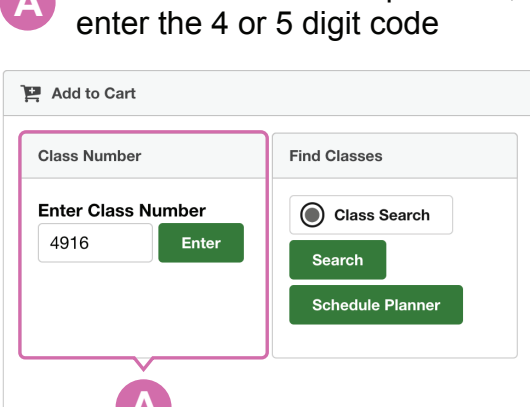 A
enter the 4 or 5 digit code
Add to Cart
Class Number
Find Classes
Enter Class Number
4916
Enter
Class Search
Search
Schedule Planner
A